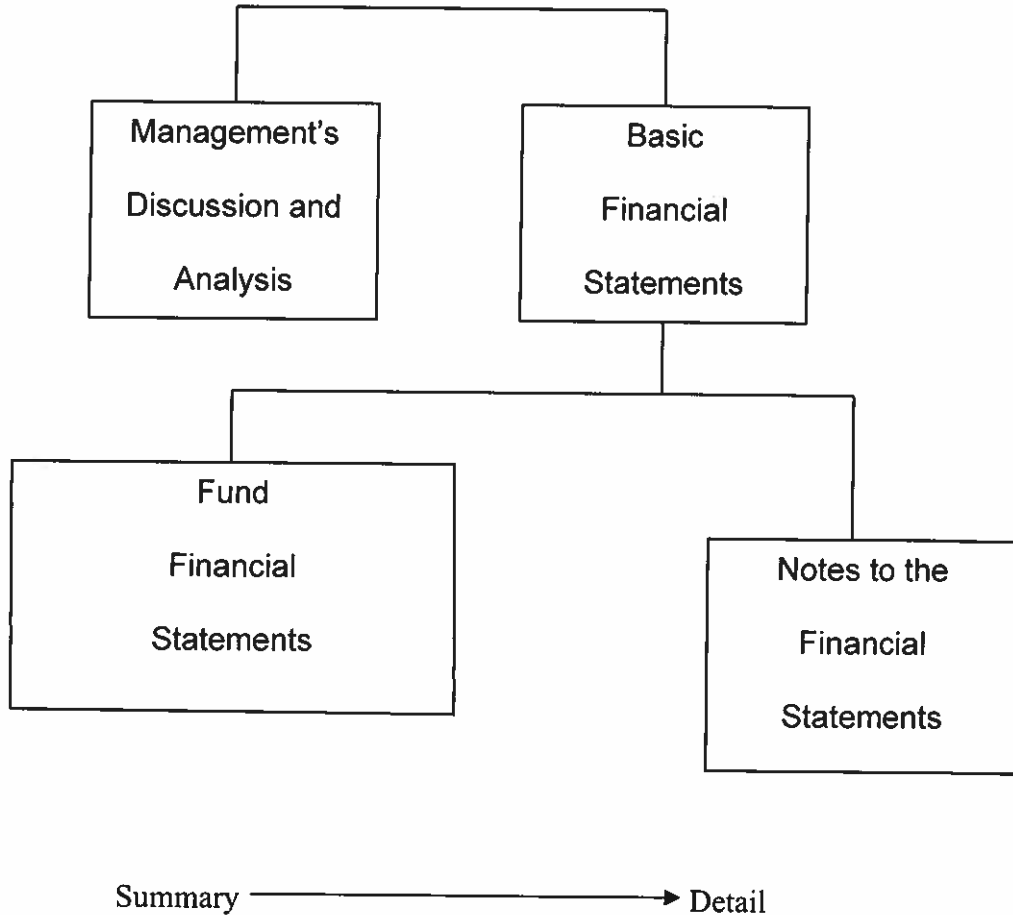 Management's
Discussion and
Analysis
Basic
Financial
Statements
Fund
Financial
Statements
Notes to the
Financial
Statements
Summary
Detail